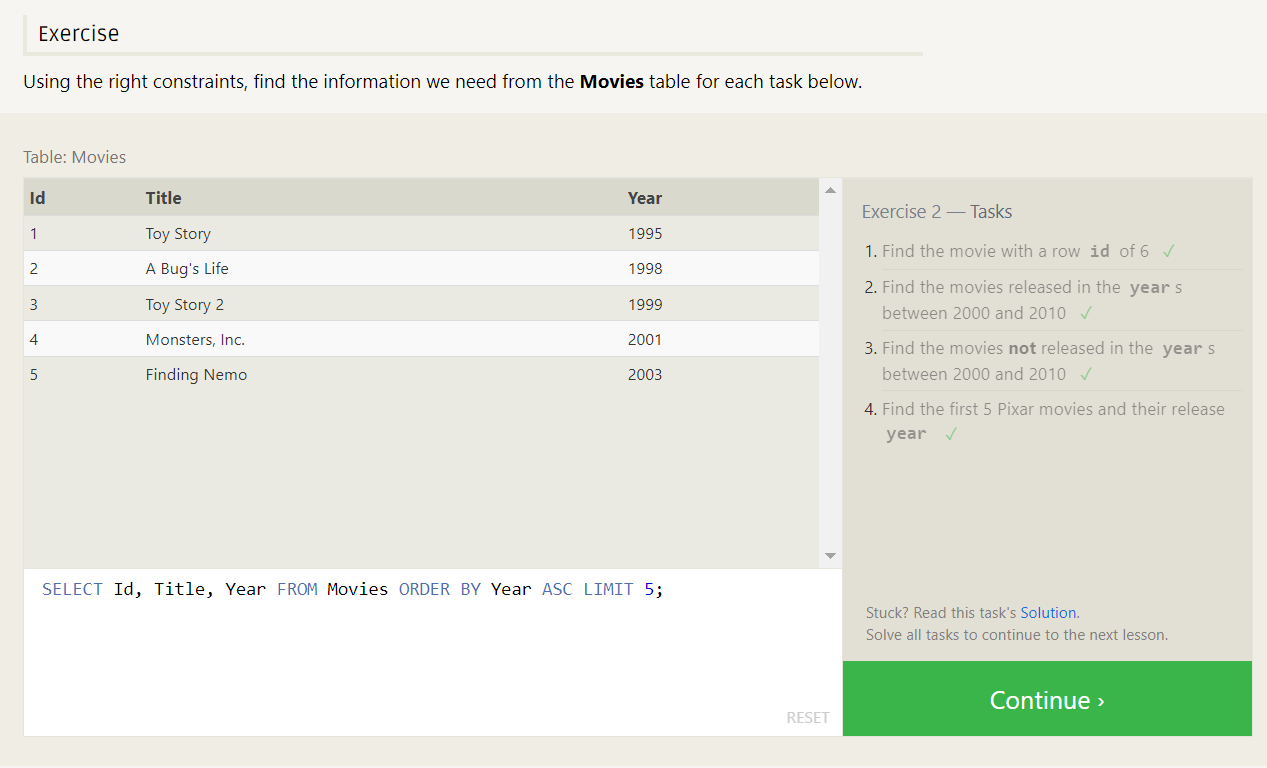 Exercise
Using the right constraints, find the information we need from the Movies table for each task below.
Table: Movies
Id Title Year
1 Toy Story 1995
2 A Bug's Life 1998
3 Toy Story 2 1999
4 Monsters, Inc. 2001
5 Finding Nemo 2003
SELECT Id, Title, Year FROM Movies ORDER BY Year ASC LIMIT 5;
RESET
Exercise 2 — Tasks
1. Find the movie with a row id of 6 ✓
2. Find the movies released in the year s
between 2000 and 2010 ✓
3. Find the movies not released in the year s
between 2000 and 2010 ✓
4. Find the first 5 Pixar movies and their release
year ✓
Stuck? Read this task's Solution.
Solve all tasks to continue to the next lesson.
Continue ›